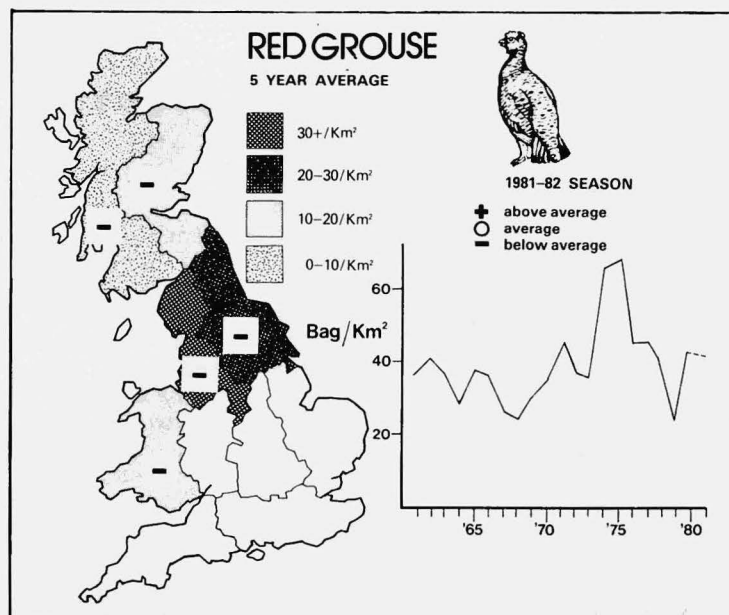 RED GROUSE
5 YEAR AVERAGE
30+/Km²
20–30/Km²
10–20/Km²
0–10/Km²
1981–82 SEASON
+ above average
○ average
− below average
Bag/Km²
60
40
20
'65 '70 '75 '80